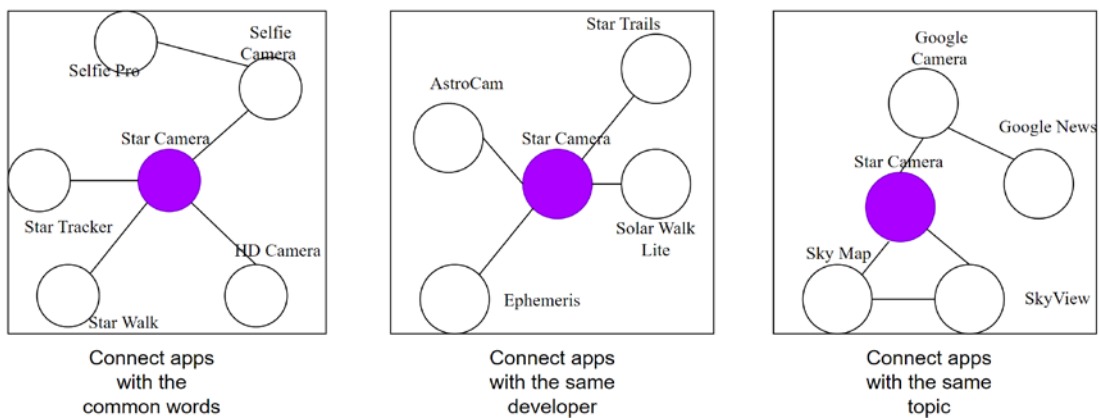 Selfie
Camera
Selfie Pro
Star Camera
Star Tracker
HD Camera
Star Walk
Connect apps
with the
common words
Star Trails
AstroCam
Star Camera
Solar Walk
Lite
Ephemeris
Connect apps
with the same
developer
Google
Camera
Google News
Star Camera
Sky Map
SkyView
Connect apps
with the same
topic